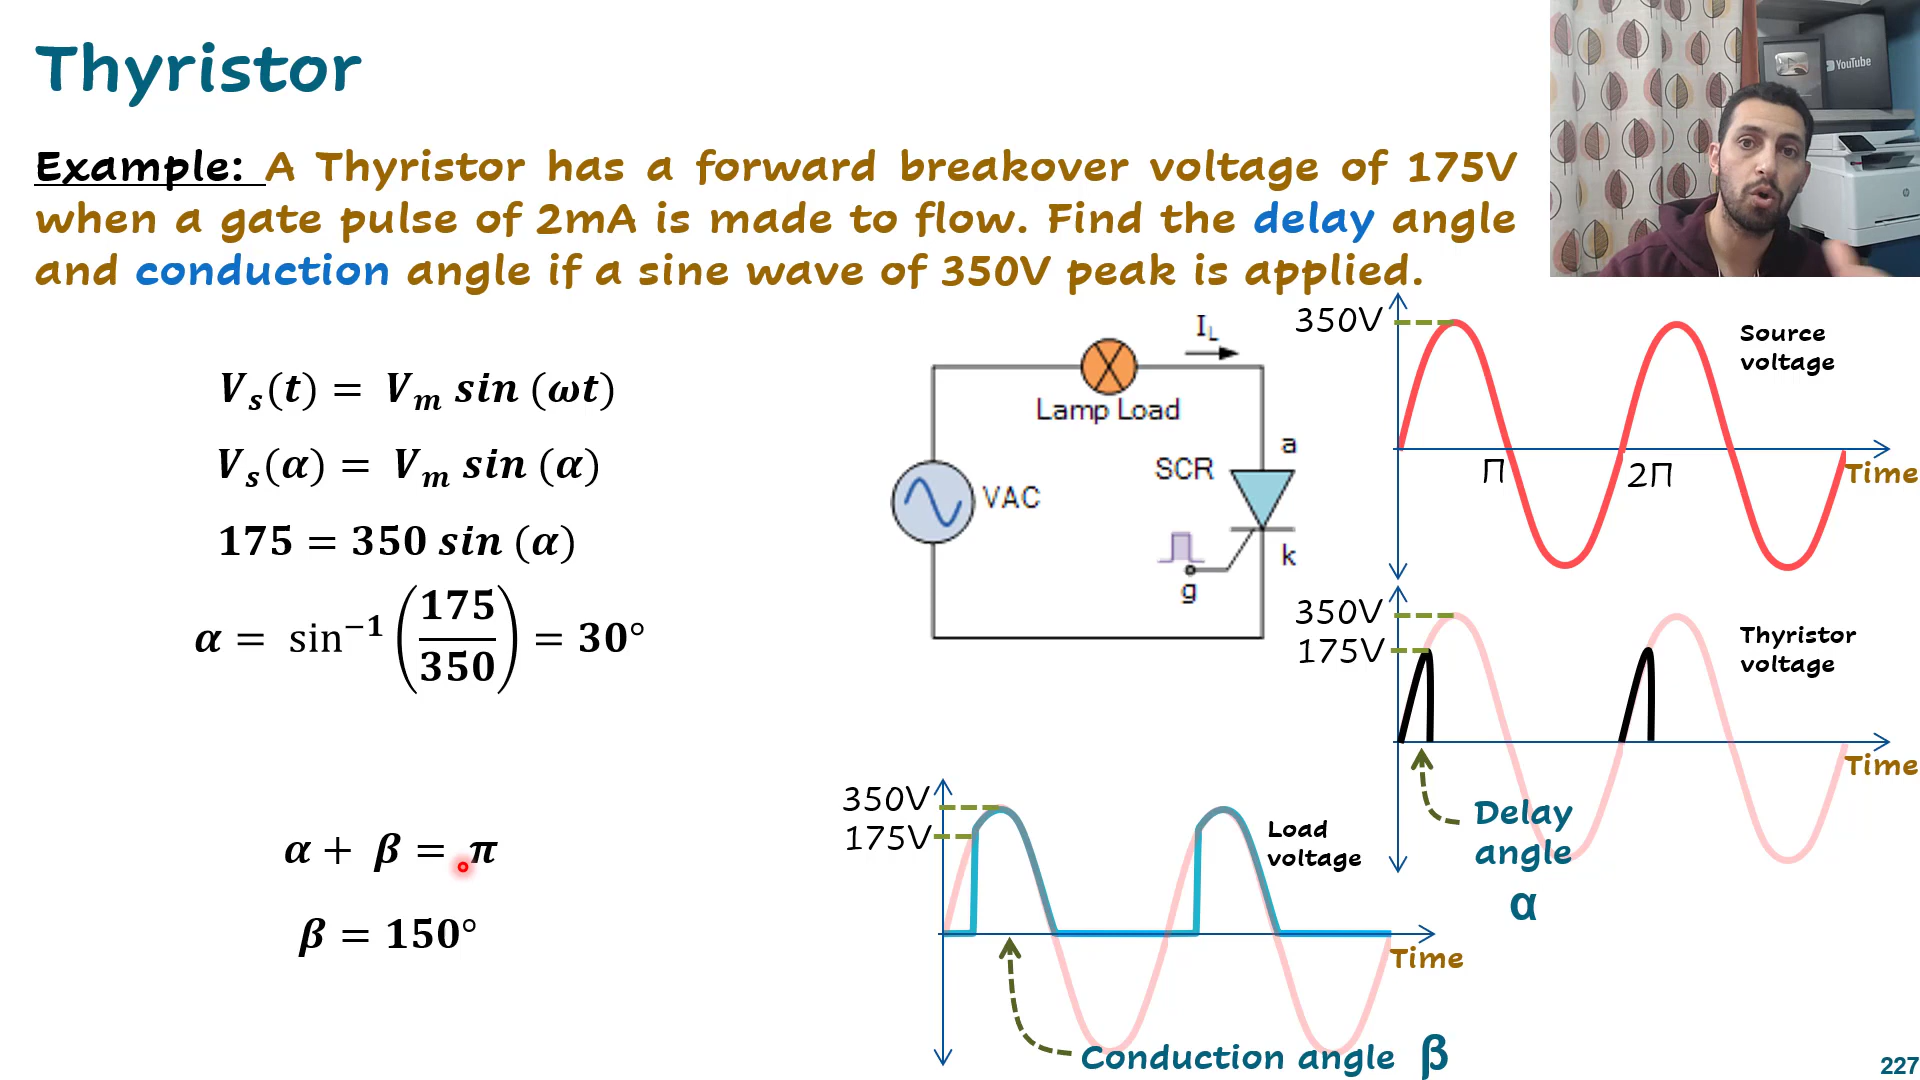 Thyristor
YouTube
Example: A Thyristor has a forward breakover voltage of 175V
when a gate pulse of 2mA is made to flow. Find the delay angle
and conduction angle if a sine wave of 350V peak is applied.
V_s(t) = V_m sin (ωt)
V_s(α) = V_m sin (α)
175 = 350 sin (α)
α = sin⁻¹ (175/350) = 30°
α + β = π
β = 150°
I_L
Lamp Load
a
SCR
VAC
k
g
350V
Source
voltage
Π
2Π
Time
350V
175V
Thyristor
voltage
Time
Delay
angle
α
350V
175V
Load
voltage
Time
Conduction angle β
227